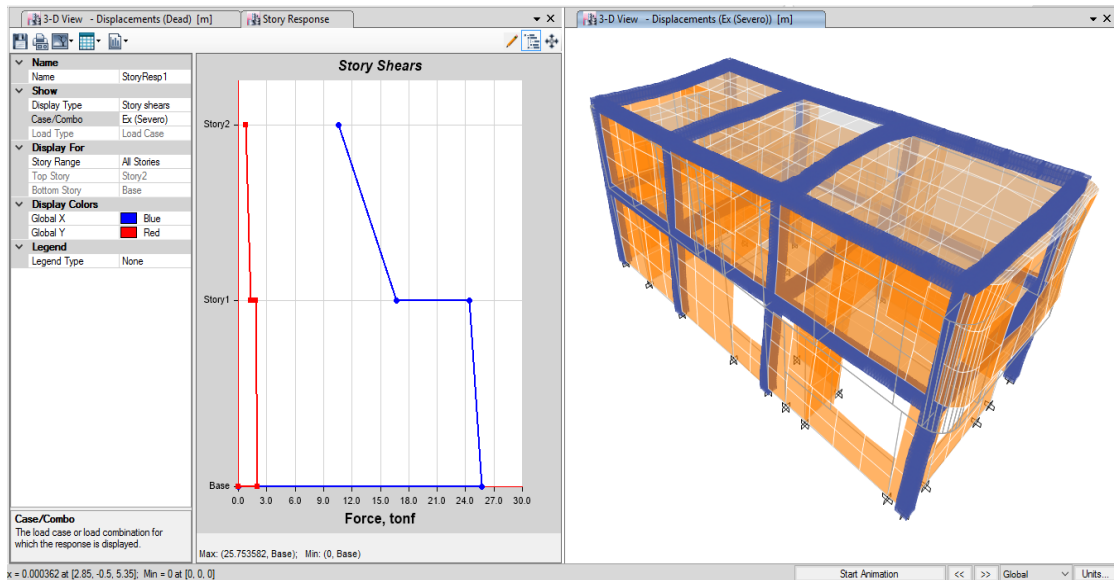 3-D View - Displacements (Dead) [m]
Story Response
Name
Name StoryResp1
Show
Display Type Story shears
Case/Combo Ex (Severo)
Load Type Load Case
Display For
Story Range All Stories
Top Story Story2
Bottom Story Base
Display Colors
Global X Blue
Global Y Red
Legend
Legend Type None
Case/Combo
The load case or load combination for
which the response is displayed.
Story Shears
Story2
Story1
Base
0.0 3.0 6.0 9.0 12.0 15.0 18.0 21.0 24.0 27.0 30.0
Force, tonf
Max: (25.753582, Base); Min: (0, Base)
3-D View - Displacements (Ex (Severo)) [m]
x = 0.000362 at [2.85, -0.5, 5.35]; Min = 0 at [0, 0, 0]
Start Animation
<<
>>
Global
Units...